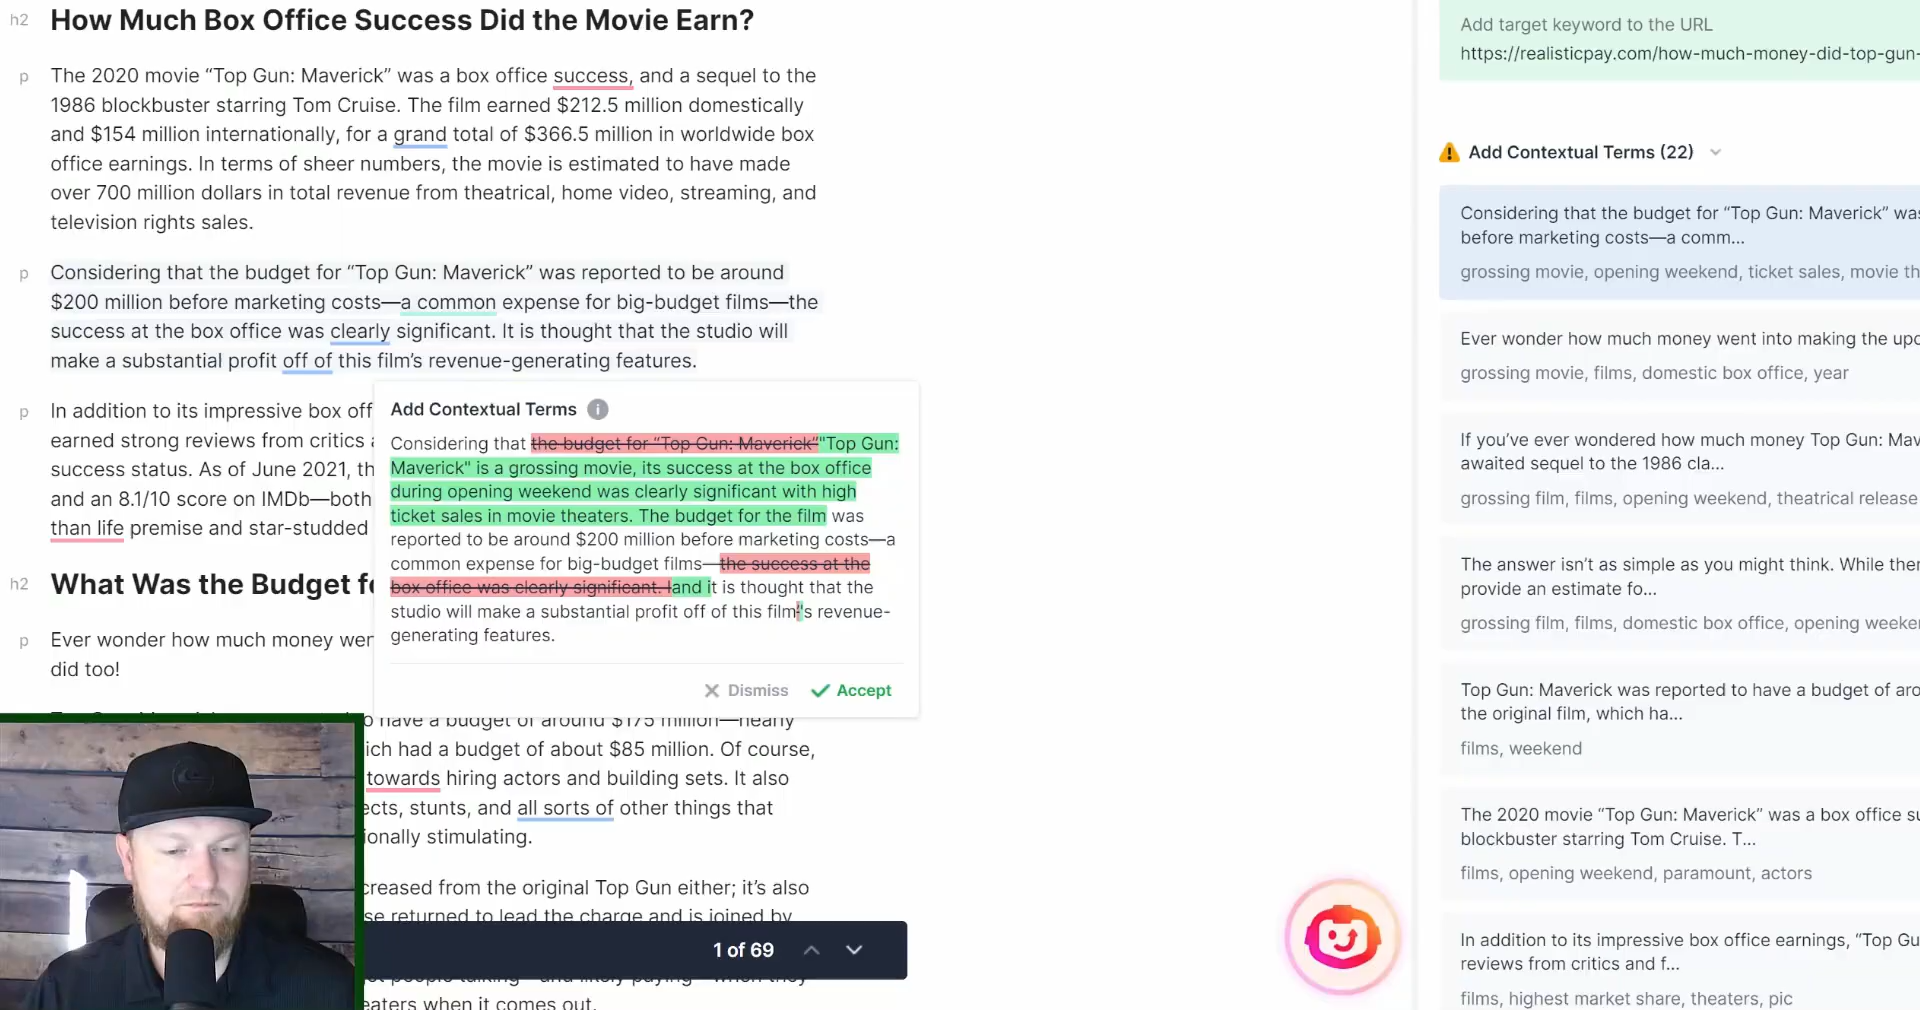 h2 How Much Box Office Success Did the Movie Earn?
p The 2020 movie “Top Gun: Maverick” was a box office success, and a sequel to the
1986 blockbuster starring Tom Cruise. The film earned $212.5 million domestically
and $154 million internationally, for a grand total of $366.5 million in worldwide box
office earnings. In terms of sheer numbers, the movie is estimated to have made
over 700 million dollars in total revenue from theatrical, home video, streaming, and
television rights sales.
p Considering that the budget for “Top Gun: Maverick” was reported to be around
$200 million before marketing costs—a common expense for big-budget films—the
success at the box office was clearly significant. It is thought that the studio will
make a substantial profit off of this film’s revenue-generating features.
p In addition to its impressive box off
earned strong reviews from critics a
success status. As of June 2021, th
and an 8.1/10 score on IMDb—both
than life premise and star-studded
h2 What Was the Budget fo
p Ever wonder how much money wer
did too!
o have a budget of around $175 million—nearly
ich had a budget of about $85 million. Of course,
towards hiring actors and building sets. It also
ects, stunts, and all sorts of other things that
ionally stimulating.
creased from the original Top Gun either; it’s also
se returned to lead the charge and is joined by
eaters when it comes out.
Add Contextual Terms i
Considering that the budget for “Top Gun: Maverick”"Top Gun:
Maverick" is a grossing movie, its success at the box office
during opening weekend was clearly significant with high
ticket sales in movie theaters. The budget for the film was
reported to be around $200 million before marketing costs—a
common expense for big-budget films—the success at the
box office was clearly significant. Iand it is thought that the
studio will make a substantial profit off of this film’'s revenue-
generating features.
Dismiss Accept
1 of 69
Add target keyword to the URL
https://realisticpay.com/how-much-money-did-top-gun-
Add Contextual Terms (22)
Considering that the budget for “Top Gun: Maverick” was
before marketing costs—a comm...
grossing movie, opening weekend, ticket sales, movie th
Ever wonder how much money went into making the upc
grossing movie, films, domestic box office, year
If you’ve ever wondered how much money Top Gun: Mav
awaited sequel to the 1986 cla...
grossing film, films, opening weekend, theatrical release
The answer isn’t as simple as you might think. While ther
provide an estimate fo...
grossing film, films, domestic box office, opening weeken
Top Gun: Maverick was reported to have a budget of aro
the original film, which ha...
films, weekend
The 2020 movie “Top Gun: Maverick” was a box office su
blockbuster starring Tom Cruise. T...
films, opening weekend, paramount, actors
In addition to its impressive box office earnings, “Top Gu
reviews from critics and f...
films, highest market share, theaters, pic